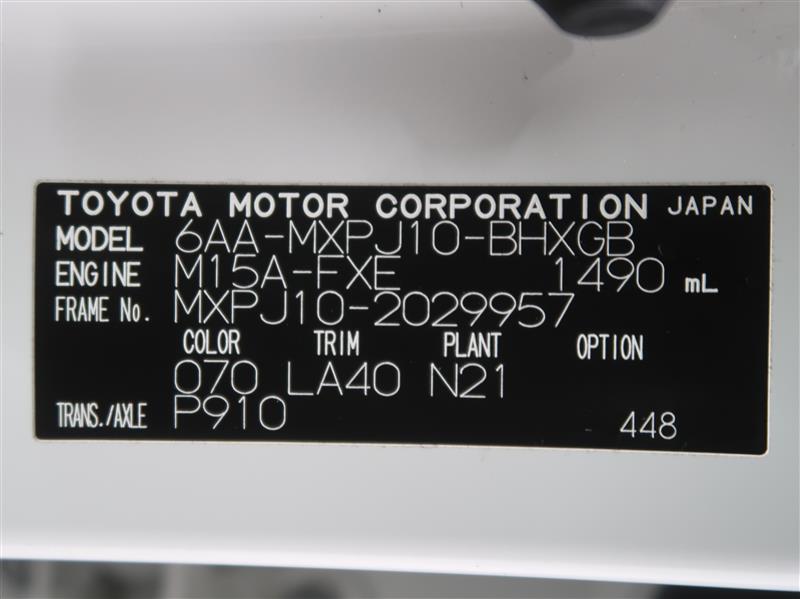 TOYOTA MOTOR CORPORATION JAPAN
MODEL 6AA-MXPJ10-BHXGB
ENGINE M15A-FXE 1490 mL
FRAME No. MXPJ10-2029957
COLOR TRIM PLANT OPTION
070 LA40 N21
TRANS./AXLE P910 448